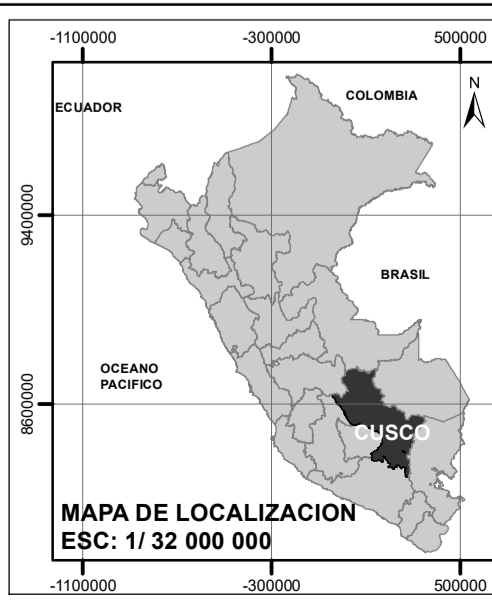 -1100000
-300000
500000
ECUADOR
COLOMBIA
N
9400000
BRASIL
OCEANO
PACIFICO
8600000
CUSCO
MAPA DE LOCALIZACION
ESC: 1/ 32 000 000
-1100000
-300000
500000